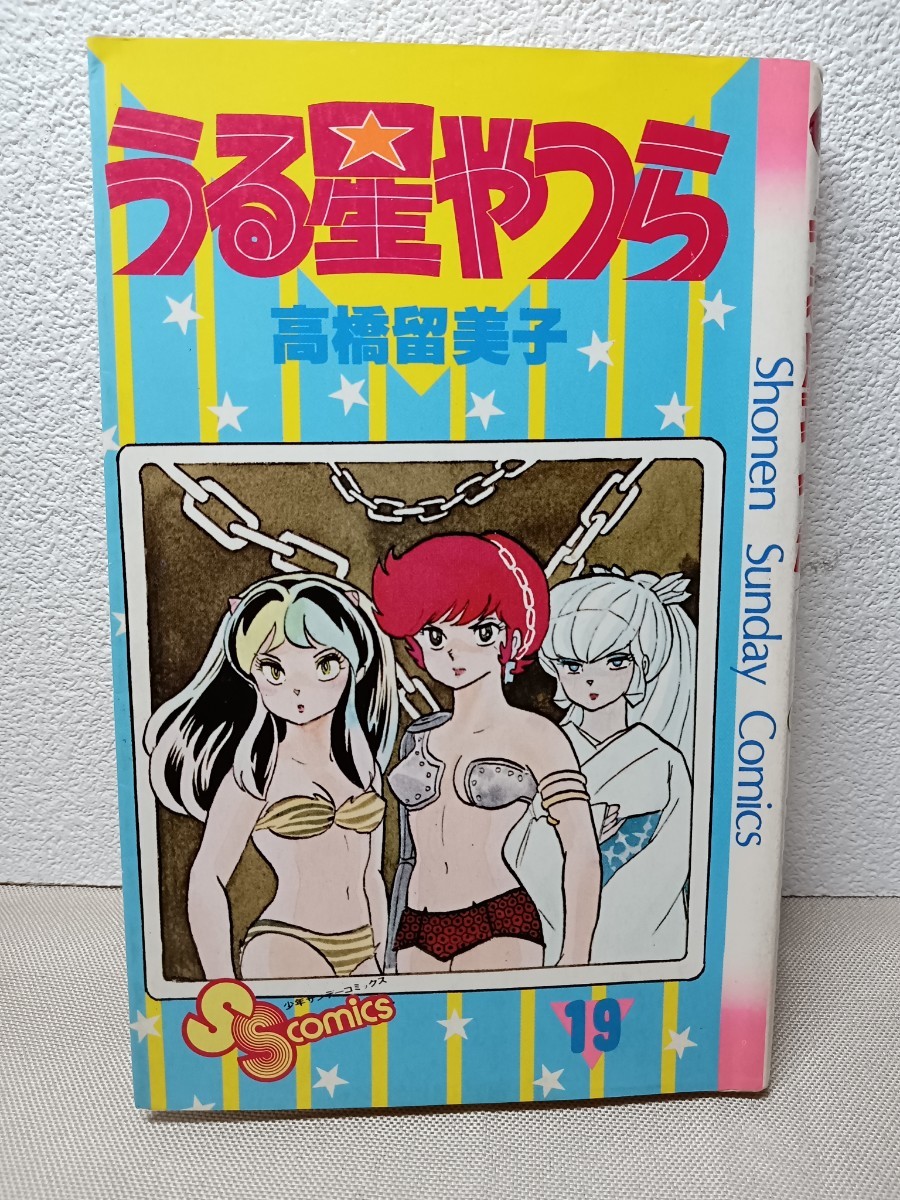 うる星やつら
高橋留美子
Shonen Sunday Comics
少年サンデーコミックス
SS comics
19